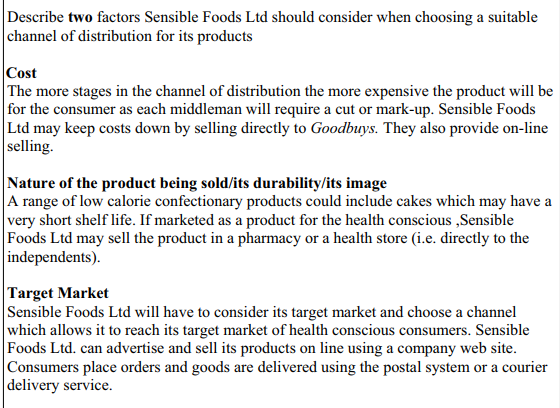 Describe two factors Sensible Foods Ltd should consider when choosing a suitable
channel of distribution for its products
Cost
The more stages in the channel of distribution the more expensive the product will be
for the consumer as each middleman will require a cut or mark-up. Sensible Foods
Ltd may keep costs down by selling directly to Goodbuys. They also provide on-line
selling.
Nature of the product being sold/its durability/its image
A range of low calorie confectionary products could include cakes which may have a
very short shelf life. If marketed as a product for the health conscious ,Sensible
Foods Ltd may sell the product in a pharmacy or a health store (i.e. directly to the
independents).
Target Market
Sensible Foods Ltd will have to consider its target market and choose a channel
which allows it to reach its target market of health conscious consumers. Sensible
Foods Ltd. can advertise and sell its products on line using a company web site.
Consumers place orders and goods are delivered using the postal system or a courier
delivery service.